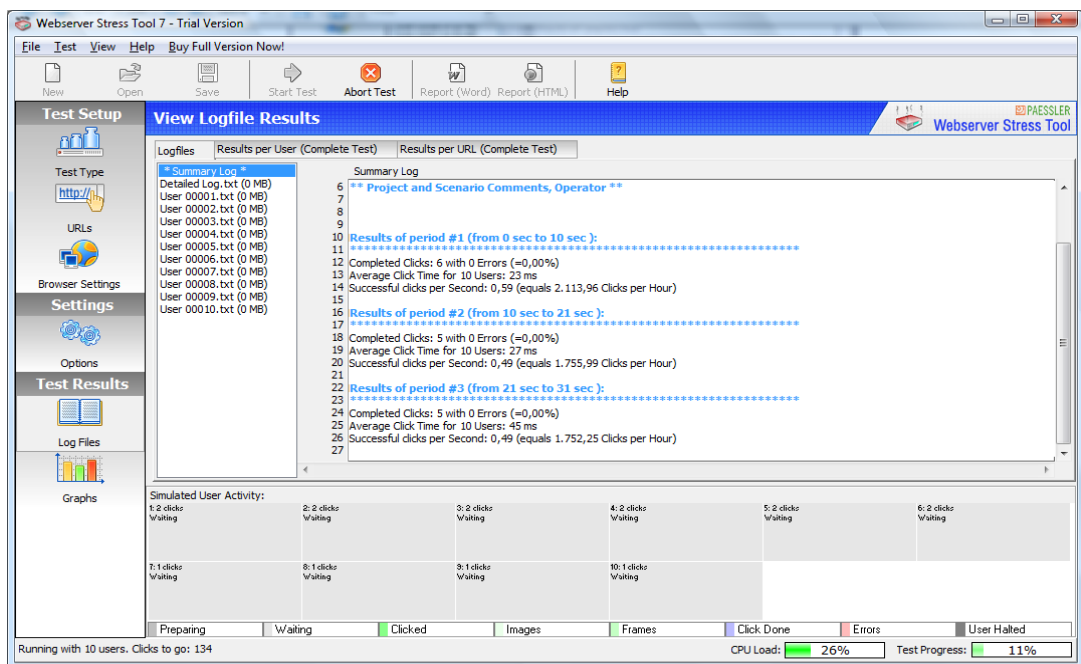 Webserver Stress Tool 7 - Trial Version
File Test View Help Buy Full Version Now!
New Open Save Start Test Abort Test Report (Word) Report (HTML) Help
Test Setup
Test Type
http://
URLs
Browser Settings
Settings
Options
Test Results
Log Files
Graphs
View Logfile Results
PAESSLER
Webserver Stress Tool
Logfiles Results per User (Complete Test) Results per URL (Complete Test)
* Summary Log *
Detailed Log.txt (0 MB)
User 00001.txt (0 MB)
User 00002.txt (0 MB)
User 00003.txt (0 MB)
User 00004.txt (0 MB)
User 00005.txt (0 MB)
User 00006.txt (0 MB)
User 00007.txt (0 MB)
User 00008.txt (0 MB)
User 00009.txt (0 MB)
User 00010.txt (0 MB)
Summary Log
6 ** Project and Scenario Comments, Operator **
7
8
9
10 Results of period #1 (from 0 sec to 10 sec ):
11 ************************************************************
12 Completed Clicks: 6 with 0 Errors (=0,00%)
13 Average Click Time for 10 Users: 23 ms
14 Successful clicks per Second: 0,59 (equals 2.113,96 Clicks per Hour)
15
16 Results of period #2 (from 10 sec to 21 sec ):
17 ************************************************************
18 Completed Clicks: 5 with 0 Errors (=0,00%)
19 Average Click Time for 10 Users: 27 ms
20 Successful clicks per Second: 0,49 (equals 1.755,99 Clicks per Hour)
21
22 Results of period #3 (from 21 sec to 31 sec ):
23 ************************************************************
24 Completed Clicks: 5 with 0 Errors (=0,00%)
25 Average Click Time for 10 Users: 45 ms
26 Successful clicks per Second: 0,49 (equals 1.752,25 Clicks per Hour)
27
Simulated User Activity:
1: 2 clicks
Waiting
2: 2 clicks
Waiting
3: 2 clicks
Waiting
4: 2 clicks
Waiting
5: 2 clicks
Waiting
6: 2 clicks
Waiting
7: 1 clicks
Waiting
8: 1 clicks
Waiting
9: 1 clicks
Waiting
10: 1 clicks
Waiting
Preparing Waiting Clicked Images Frames Click Done Errors User Halted
Running with 10 users. Clicks to go: 134
CPU Load: 26% Test Progress: 11%